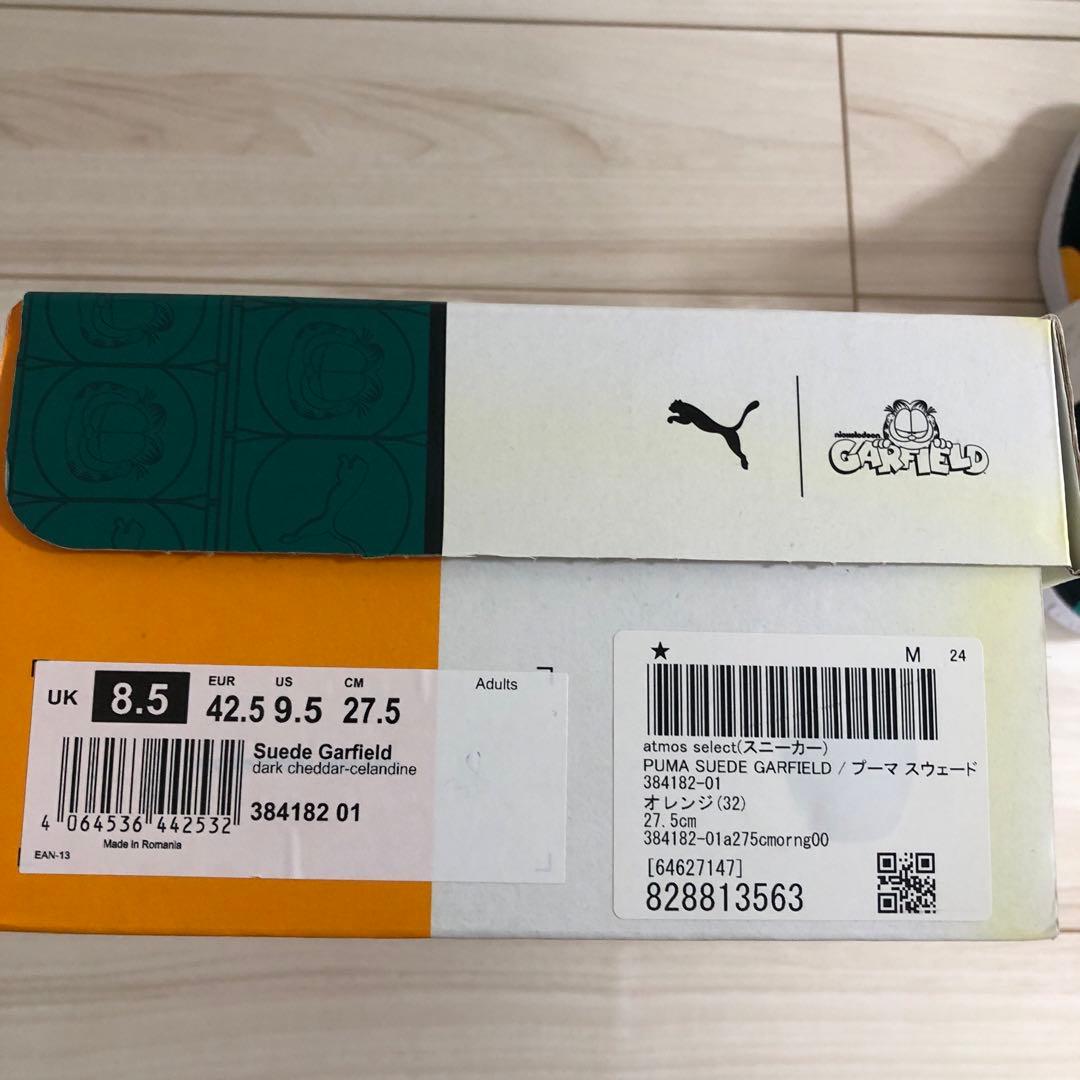 nickelodeon
GARFIELD
UK 8.5
EUR US CM
42.5 9.5 27.5
Adults
Suede Garfield
dark cheddar-celandine
384182 01
4 064536 442532
Made in Romania
EAN-13
★ M 24
atmos select(スニーカー)
PUMA SUEDE GARFIELD / プーマ スウェード
384182-01
オレンジ(32)
27.5cm
384182-01a275cmorng00
[64627147]
828813563